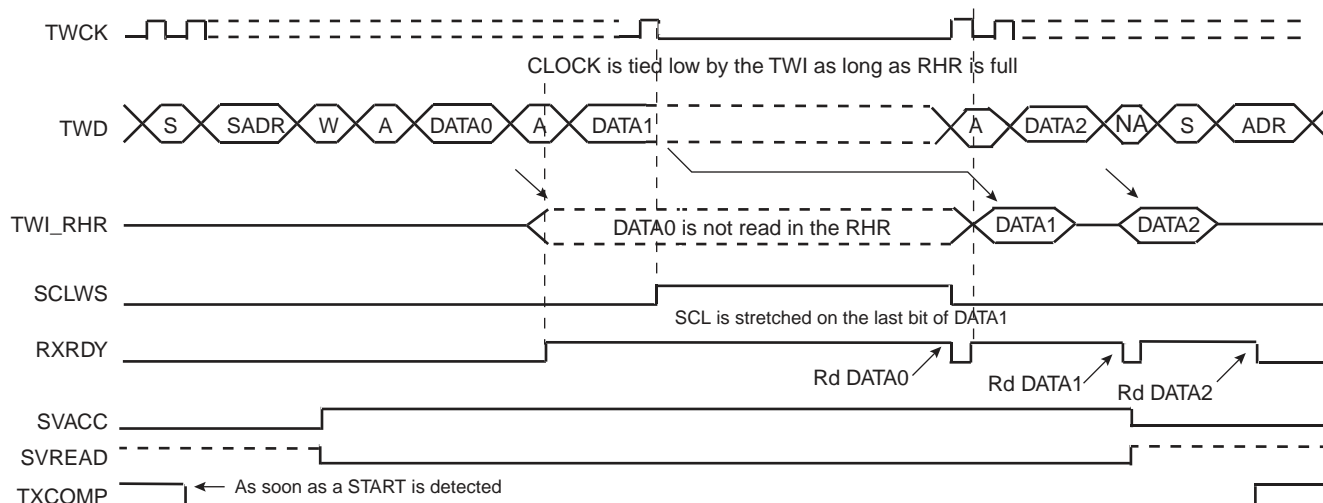 TWCK
CLOCK is tied low by the TWI as long as RHR is full
TWD S SADR W A DATA0 A DATA1 A DATA2 NA S ADR
TWI_RHR DATA0 is not read in the RHR DATA1 DATA2
SCLWS
SCL is stretched on the last bit of DATA1
RXRDY
Rd DATA0 Rd DATA1 Rd DATA2
SVACC
SVREAD
TXCOMP As soon as a START is detected